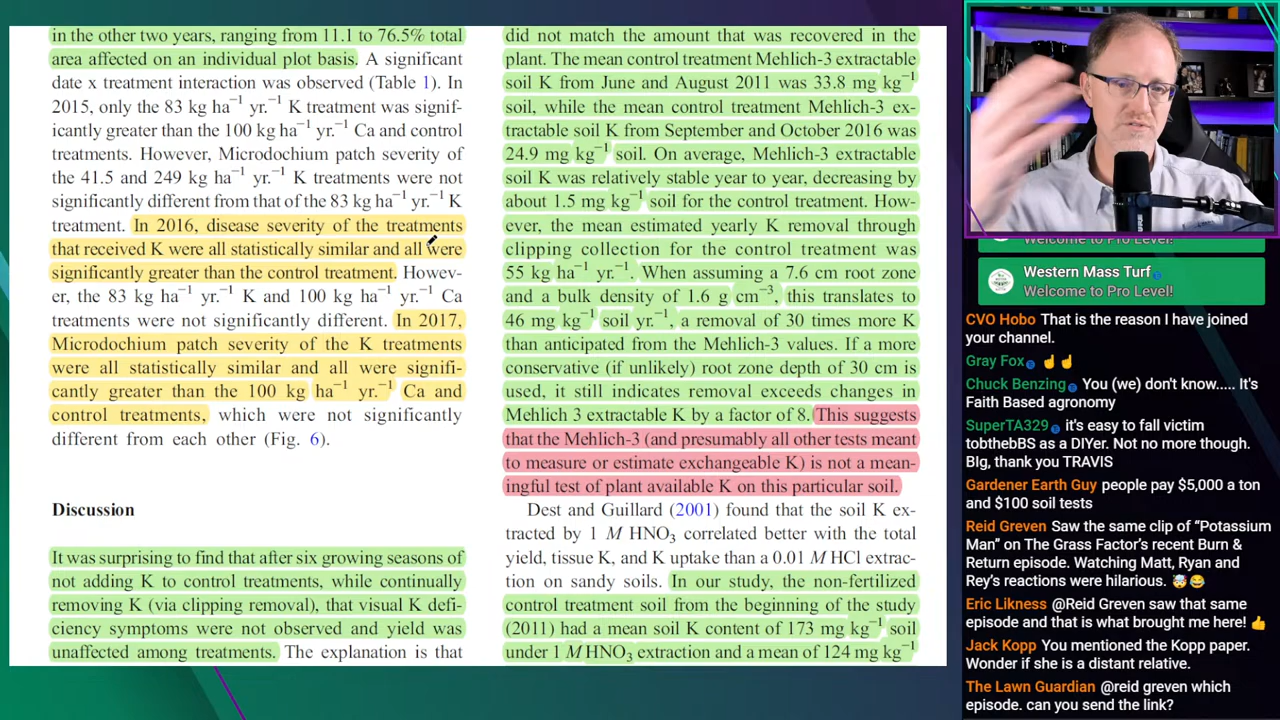 in the other two years, ranging from 11.1 to 76.5% total
area affected on an individual plot basis. A significant
date x treatment interaction was observed (Table 1). In
2015, only the 83 kg ha−1 yr.−1 K treatment was signif-
icantly greater than the 100 kg ha−1 yr.−1 Ca and control
treatments. However, Microdochium patch severity of
the 41.5 and 249 kg ha−1 yr.−1 K treatments were not
significantly different from that of the 83 kg ha−1 yr.−1 K
treatment. In 2016, disease severity of the treatments
that received K were all statistically similar and all were
significantly greater than the control treatment. Howev-
er, the 83 kg ha−1 yr.−1 K and 100 kg ha−1 yr.−1 Ca
treatments were not significantly different. In 2017,
Microdochium patch severity of the K treatments
were all statistically similar and all were signifi-
cantly greater than the 100 kg ha−1 yr.−1 Ca and
control treatments, which were not significantly
different from each other (Fig. 6).
Discussion
It was surprising to find that after six growing seasons of
not adding K to control treatments, while continually
removing K (via clipping removal), that visual K defi-
ciency symptoms were not observed and yield was
unaffected among treatments. The explanation is that
did not match the amount that was recovered in the
plant. The mean control treatment Mehlich-3 extractable
soil K from June and August 2011 was 33.8 mg kg−1
soil, while the mean control treatment Mehlich-3 ex-
tractable soil K from September and October 2016 was
24.9 mg kg−1 soil. On average, Mehlich-3 extractable
soil K was relatively stable year to year, decreasing by
about 1.5 mg kg−1 soil for the control treatment. How-
ever, the mean estimated yearly K removal through
clipping collection for the control treatment was
55 kg ha−1 yr.−1. When assuming a 7.6 cm root zone
and a bulk density of 1.6 g cm−3, this translates to
46 mg kg−1 soil yr.−1, a removal of 30 times more K
than anticipated from the Mehlich-3 values. If a more
conservative (if unlikely) root zone depth of 30 cm is
used, it still indicates removal exceeds changes in
Mehlich 3 extractable K by a factor of 8. This suggests
that the Mehlich-3 (and presumably all other tests meant
to measure or estimate exchangeable K) is not a mean-
ingful test of plant available K on this particular soil.
Dest and Guillard (2001) found that the soil K ex-
tracted by 1 M HNO3 correlated better with the total
yield, tissue K, and K uptake than a 0.01 M HCl extrac-
tion on sandy soils. In our study, the non-fertilized
control treatment soil from the beginning of the study
(2011) had a mean soil K content of 173 mg kg−1 soil
under 1 M HNO3 extraction and a mean of 124 mg kg−1
Welcome to Pro Level!
Western Mass Turf
Welcome to Pro Level!
CVO Hobo That is the reason I have joined
your channel.
Gray Fox ☝️☝️
Chuck Benzing You (we) don't know..... It's
Faith Based agronomy
SuperTA329 it's easy to fall victim
tobthebBS as a DIYer. Not no more though.
BIg, thank you TRAVIS
Gardener Earth Guy people pay $5,000 a ton
and $100 soil tests
Reid Greven Saw the same clip of “Potassium
Man” on The Grass Factor’s recent Burn &
Return episode. Watching Matt, Ryan and
Rey’s reactions were hilarious. 🤯😂
Eric Likness @Reid Greven saw that same
episode and that is what brought me here! 👍
Jack Kopp You mentioned the Kopp paper.
Wonder if she is a distant relative.
The Lawn Guardian @reid greven which
episode. can you send the link?